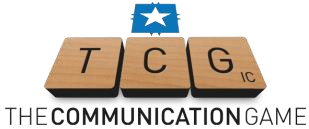 TCG
IC
THE COMMUNICATION GAME